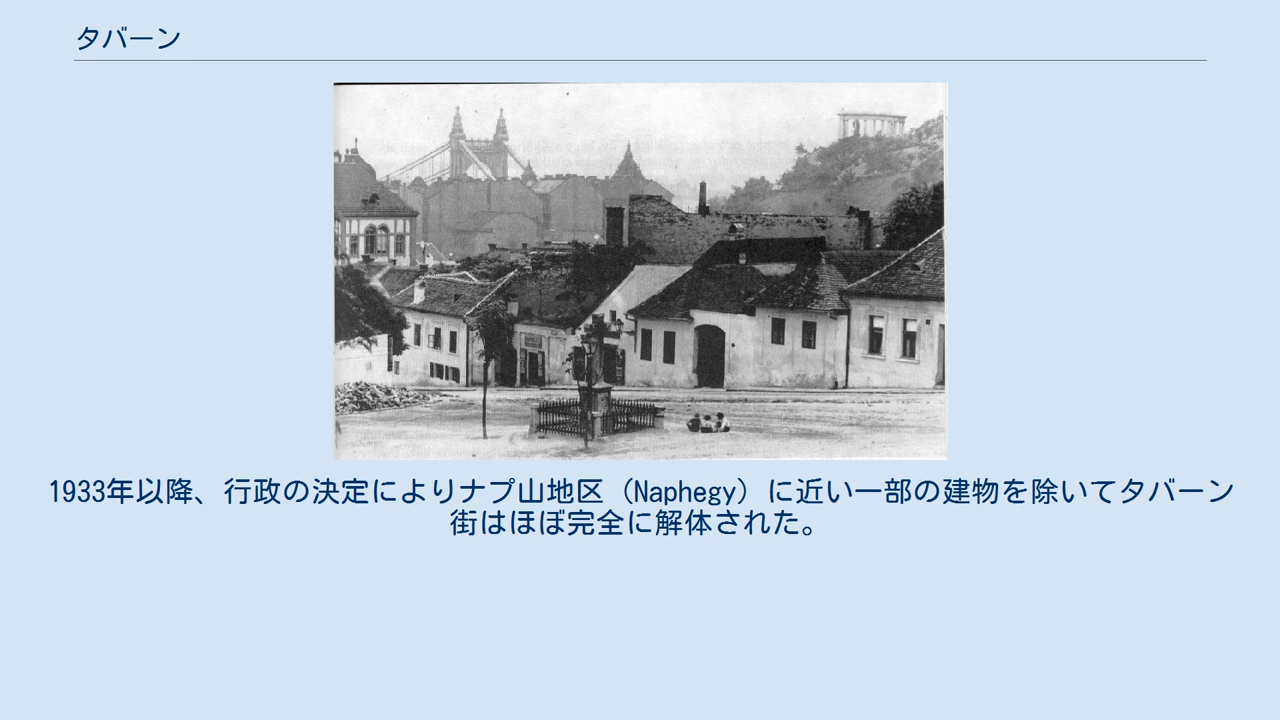 タバーン
1933年以降、行政の決定によりナプ山地区（Naphegy）に近い一部の建物を除いてタバーン
街はほぼ完全に解体された。